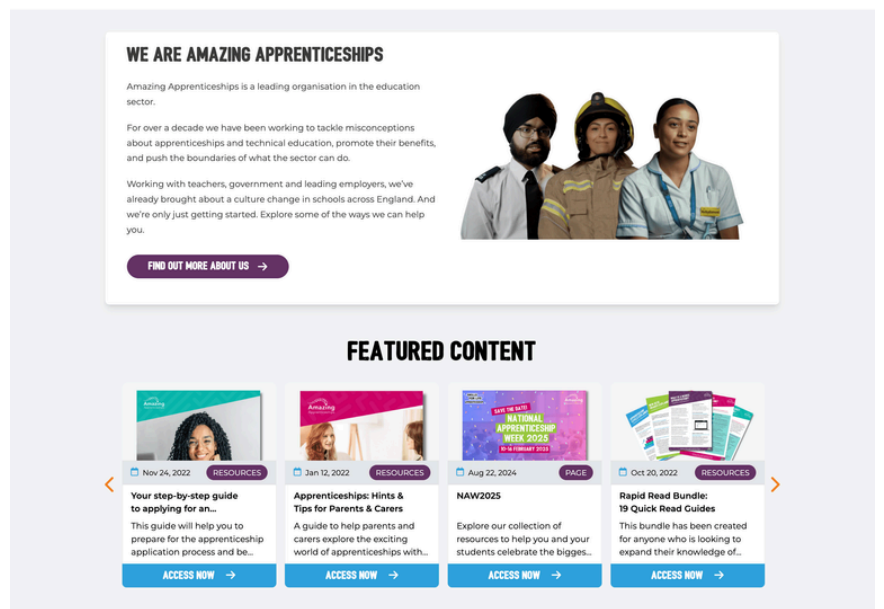 WE ARE AMAZING APPRENTICESHIPS
Amazing Apprenticeships is a leading organisation in the education
sector.
For over a decade we have been working to tackle misconceptions
about apprenticeships and technical education, promote their benefits,
and push the boundaries of what the sector can do.
Working with teachers, government and leading employers, we've
already brought about a culture change in schools across England. And
we're only just getting started. Explore some of the ways we can help
you.
FIND OUT MORE ABOUT US
FEATURED CONTENT
Amazing
Nov 24, 2022 RESOURCES
Your step-by-step guide
to applying for an...
This guide will help you to
prepare for the apprenticeship
application process and be...
ACCESS NOW
Amazing
Jan 12, 2022 RESOURCES
Apprenticeships: Hints &
Tips for Parents & Carers
A guide to help parents and
carers explore the exciting
world of apprenticeships with...
ACCESS NOW
SAVE THE DATE!
NATIONAL
APPRENTICESHIP
WEEK 2025
10-16 FEBRUARY 2025
Aug 22, 2024 PAGE
NAW2025
Explore our collection of
resources to help you and your
students celebrate the bigges...
ACCESS NOW
Oct 20, 2022 RESOURCES
Rapid Read Bundle:
19 Quick Read Guides
This bundle has been created
for anyone who is looking to
expand their knowledge of...
ACCESS NOW